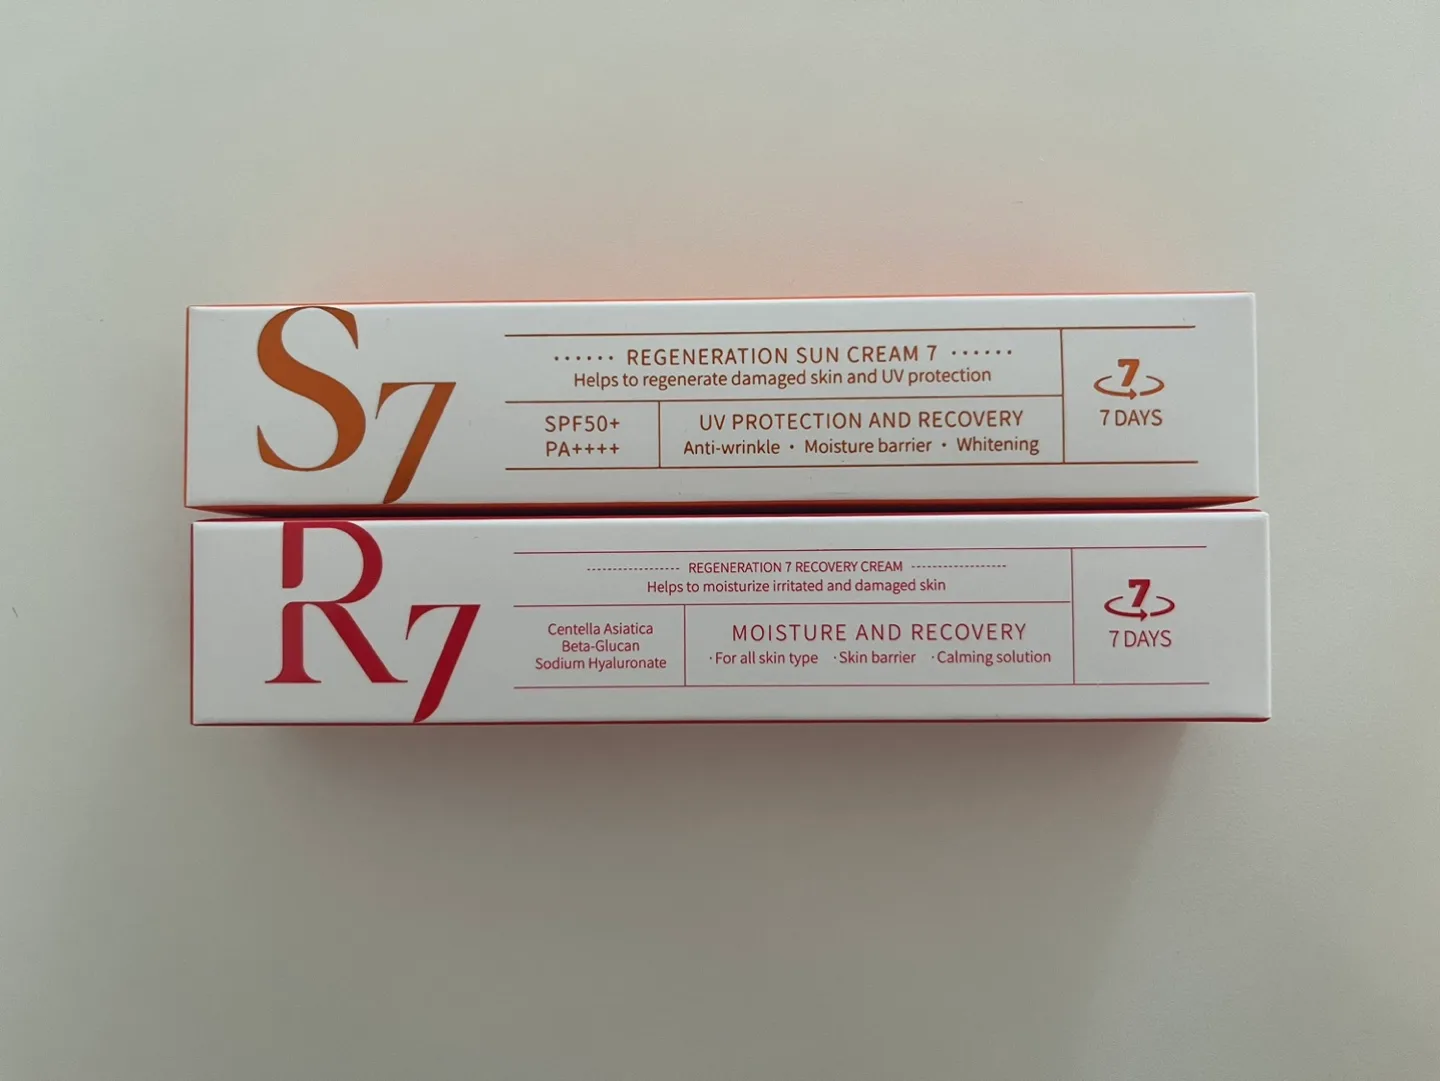 S7
······ REGENERATION SUN CREAM 7 ······
Helps to regenerate damaged skin and UV protection
SPF50+
PA++++
UV PROTECTION AND RECOVERY
Anti-wrinkle · Moisture barrier · Whitening
7
7 DAYS
R7
REGENERATION 7 RECOVERY CREAM
Helps to moisturize irritated and damaged skin
Centella Asiatica
Beta-Glucan
Sodium Hyaluronate
MOISTURE AND RECOVERY
·For all skin type ·Skin barrier ·Calming solution
7
7 DAYS